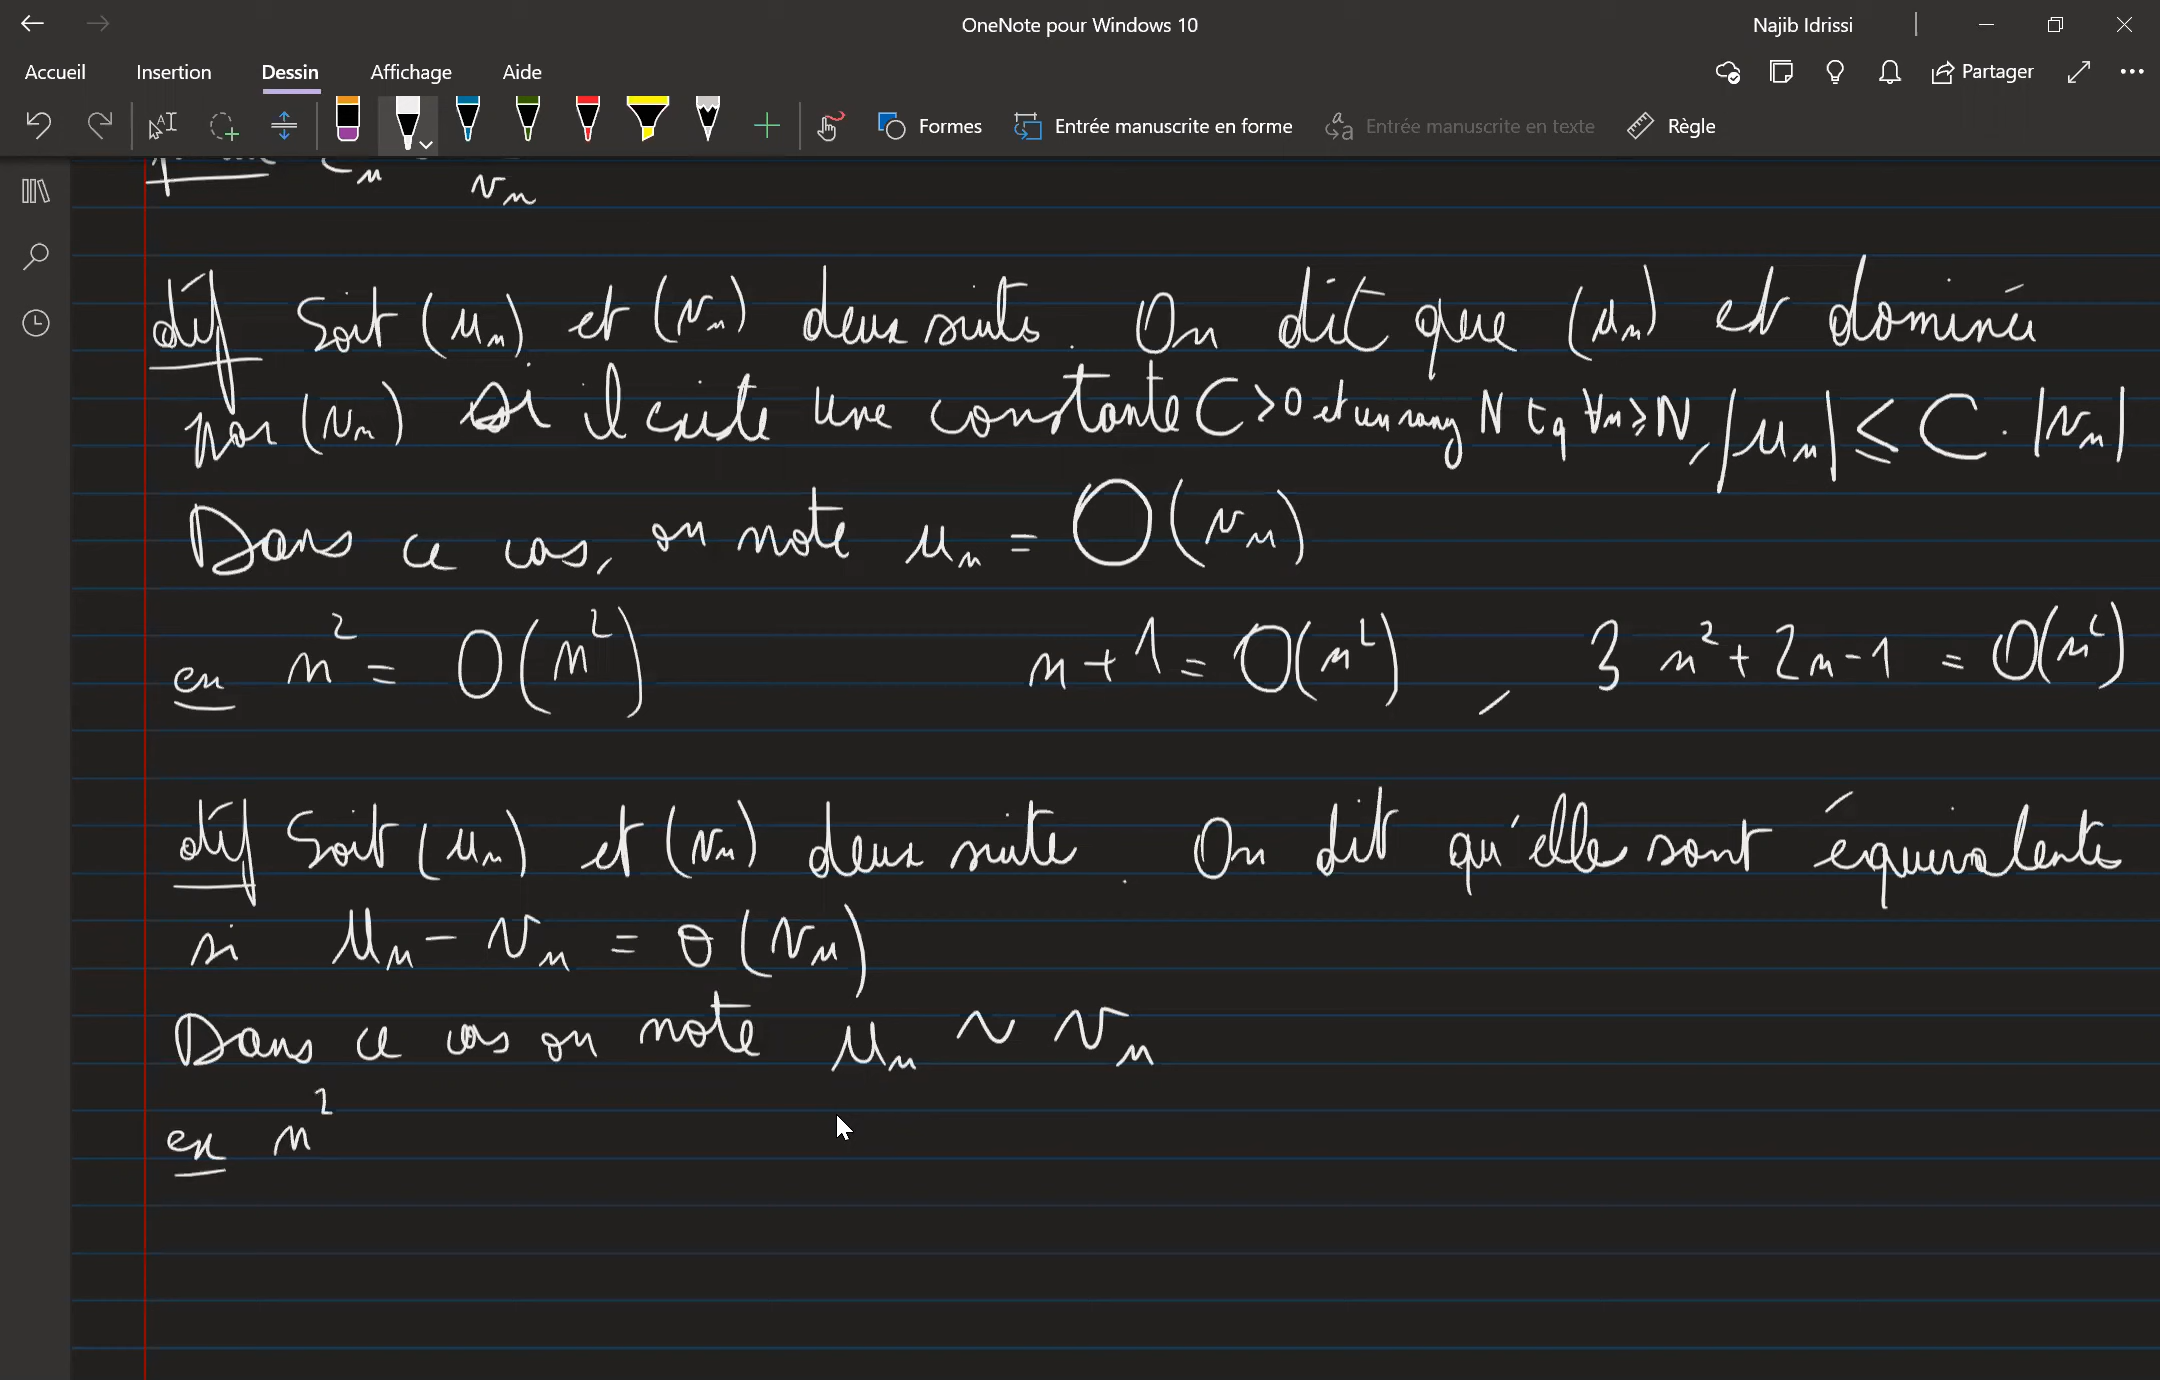 OneNote pour Windows 10 Najib Idrissi
Accueil Insertion Dessin Affichage Aide Partager
Formes Entrée manuscrite en forme Entrée manuscrite en texte Règle
vn
déf Soit (un) et (vn) deux suites. On dit que (un) est dominée
par (vn) si il existe une constante C > 0 et un rang N tq ∀n ≥ N, |un| ≤ C · |vn|
Dans ce cas, on note un = O(vn)
ex n² = O(n²) n + 1 = O(n²), 3n² + 2n - 1 = O(n²)
déf Soit (un) et (vn) deux suite. On dit qu'elles sont équivalentes
si un - vn = o(vn)
Dans ce cas on note un ~ vn
ex n²